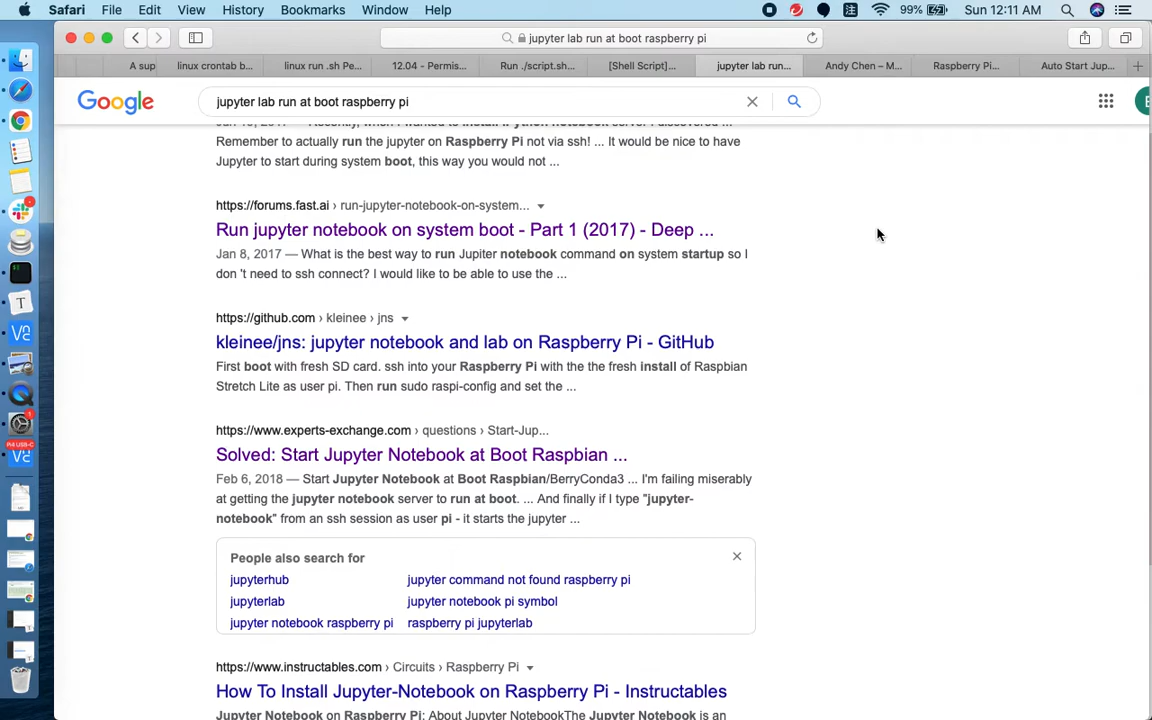 Safari File Edit View History Bookmarks Window Help 注 99% Sun 12:11 AM
jupyter lab run at boot raspberry pi
A sup linux crontab b... linux run .sh Pe... 12.04 - Permis... Run ./script.sh... [Shell Script]... jupyter lab run... Andy Chen – M... Raspberry Pi... Auto Start Jup...
Google jupyter lab run at boot raspberry pi
Remember to actually run the jupyter on Raspberry Pi not via ssh! ... It would be nice to have
Jupyter to start during system boot, this way you would not ...
https://forums.fast.ai › run-jupyter-notebook-on-system...
Run jupyter notebook on system boot - Part 1 (2017) - Deep ...
Jan 8, 2017 — What is the best way to run Jupiter notebook command on system startup so I
don 't need to ssh connect? I would like to be able to use the ...
https://github.com › kleinee › jns
kleinee/jns: jupyter notebook and lab on Raspberry Pi - GitHub
First boot with fresh SD card. ssh into your Raspberry Pi with the the fresh install of Raspbian
Stretch Lite as user pi. Then run sudo raspi-config and set the ...
https://www.experts-exchange.com › questions › Start-Jup...
Solved: Start Jupyter Notebook at Boot Raspbian ...
Feb 6, 2018 — Start Jupyter Notebook at Boot Raspbian/BerryConda3 ... I'm failing miserably
at getting the jupyter notebook server to run at boot. ... And finally if I type "jupyter-
notebook" from an ssh session as user pi - it starts the jupyter ...
People also search for
jupyterhub jupyter command not found raspberry pi
jupyterlab jupyter notebook pi symbol
jupyter notebook raspberry pi raspberry pi jupyterlab
https://www.instructables.com › Circuits › Raspberry Pi
How To Install Jupyter-Notebook on Raspberry Pi - Instructables
Jupyter Notebook on Raspberry Pi: About Jupyter NotebookThe Jupyter Notebook is an